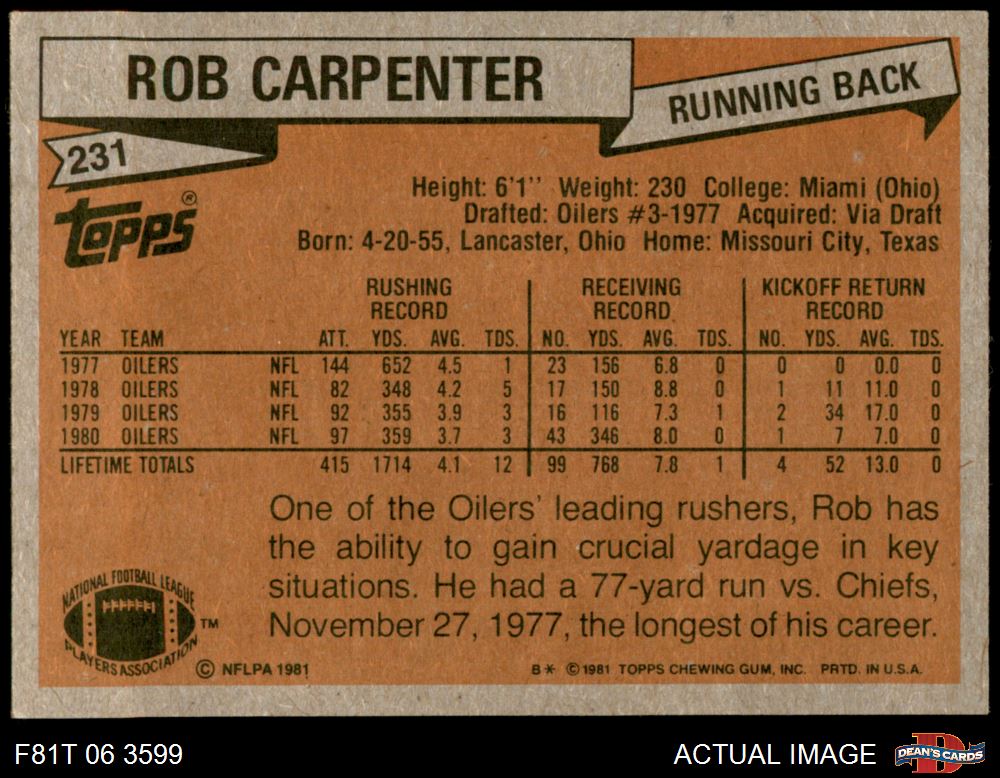 ROB CARPENTER
RUNNING BACK
231
TOPPS®
Height: 6'1'' Weight: 230 College: Miami (Ohio)
Drafted: Oilers #3-1977 Acquired: Via Draft
Born: 4-20-55, Lancaster, Ohio Home: Missouri City, Texas
RUSHING RECORD RECEIVING RECORD KICKOFF RETURN RECORD
YEAR TEAM ATT. YDS. AVG. TDS. NO. YDS. AVG. TDS. NO. YDS. AVG. TDS.
1977 OILERS NFL 144 652 4.5 1 23 156 6.8 0 0 0 0.0 0
1978 OILERS NFL 82 348 4.2 5 17 150 8.8 0 1 11 11.0 0
1979 OILERS NFL 92 355 3.9 3 16 116 7.3 1 2 34 17.0 0
1980 OILERS NFL 97 359 3.7 3 43 346 8.0 0 1 7 7.0 0
LIFETIME TOTALS 415 1714 4.1 12 99 768 7.8 1 4 52 13.0 0
One of the Oilers' leading rushers, Rob has
the ability to gain crucial yardage in key
situations. He had a 77-yard run vs. Chiefs,
November 27, 1977, the longest of his career.
NATIONAL FOOTBALL LEAGUE
PLAYERS ASSOCIATION
TM
© NFLPA 1981
B* ©1981 TOPPS CHEWING GUM, INC. PRTD. IN U.S.A.
F81T 06 3599
ACTUAL IMAGE
D
DEAN'S CARDS